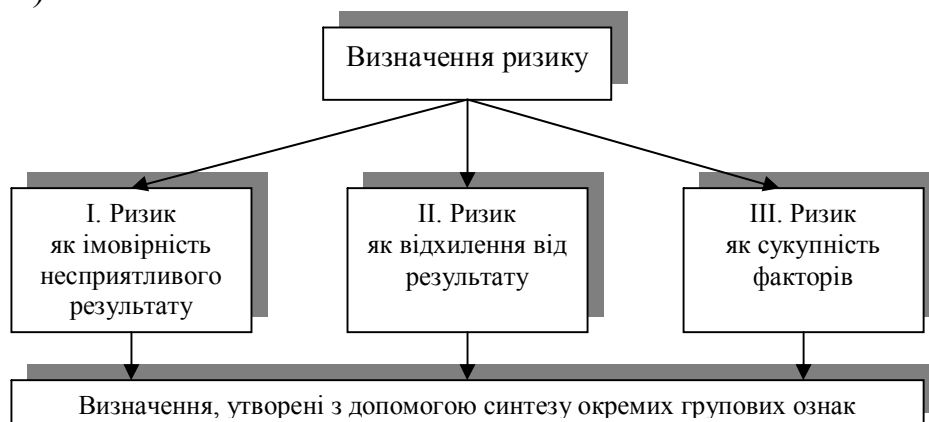 Визначення ризику
І. Ризик
як імовірність
несприятливого
результату
ІІ. Ризик
як відхилення від
результату
ІІІ. Ризик
як сукупність
факторів
Визначення, утворені з допомогою синтезу окремих групових ознак